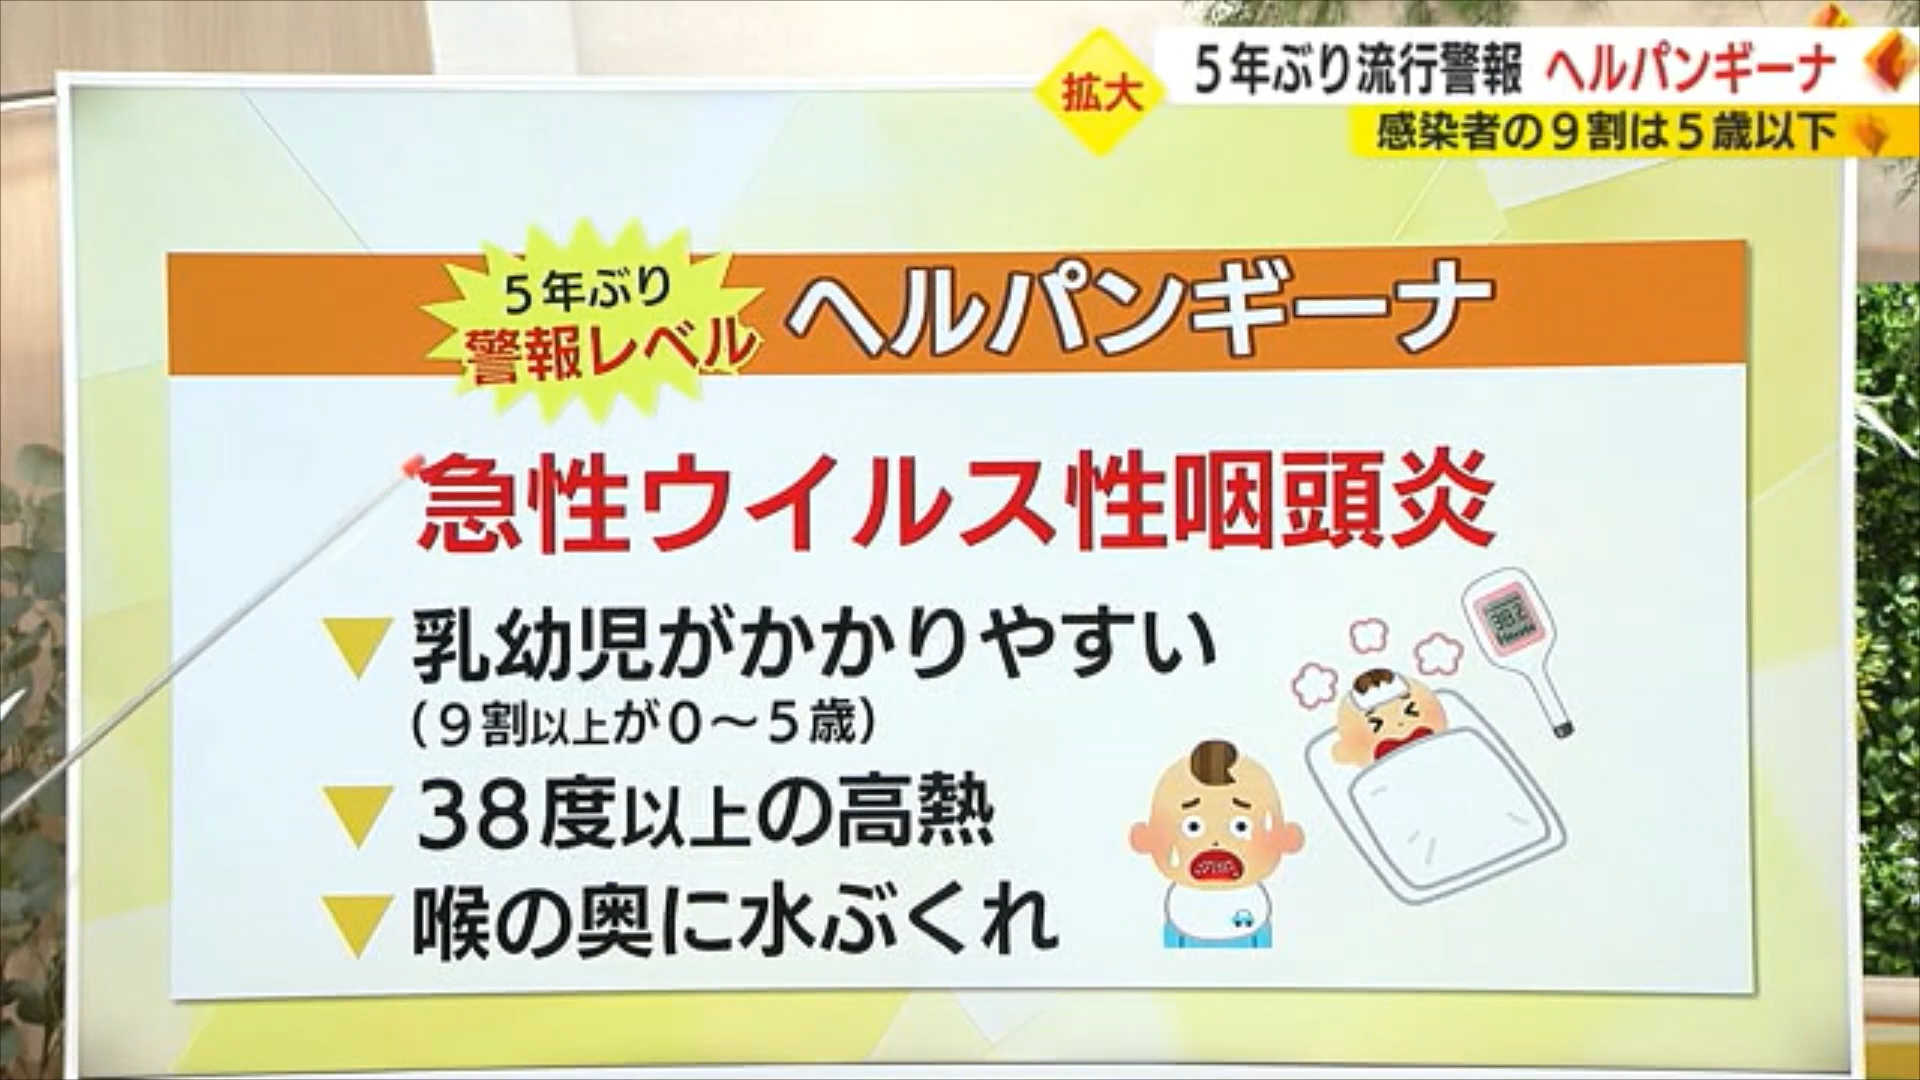 拡大
5年ぶり流行警報 ヘルパンギーナ
感染者の9割は5歳以下
5年ぶり
警報レベル
ヘルパンギーナ
急性ウイルス性咽頭炎
▼乳幼児がかかりやすい
(9割以上が0～5歳)
▼38度以上の高熱
▼喉の奥に水ぶくれ